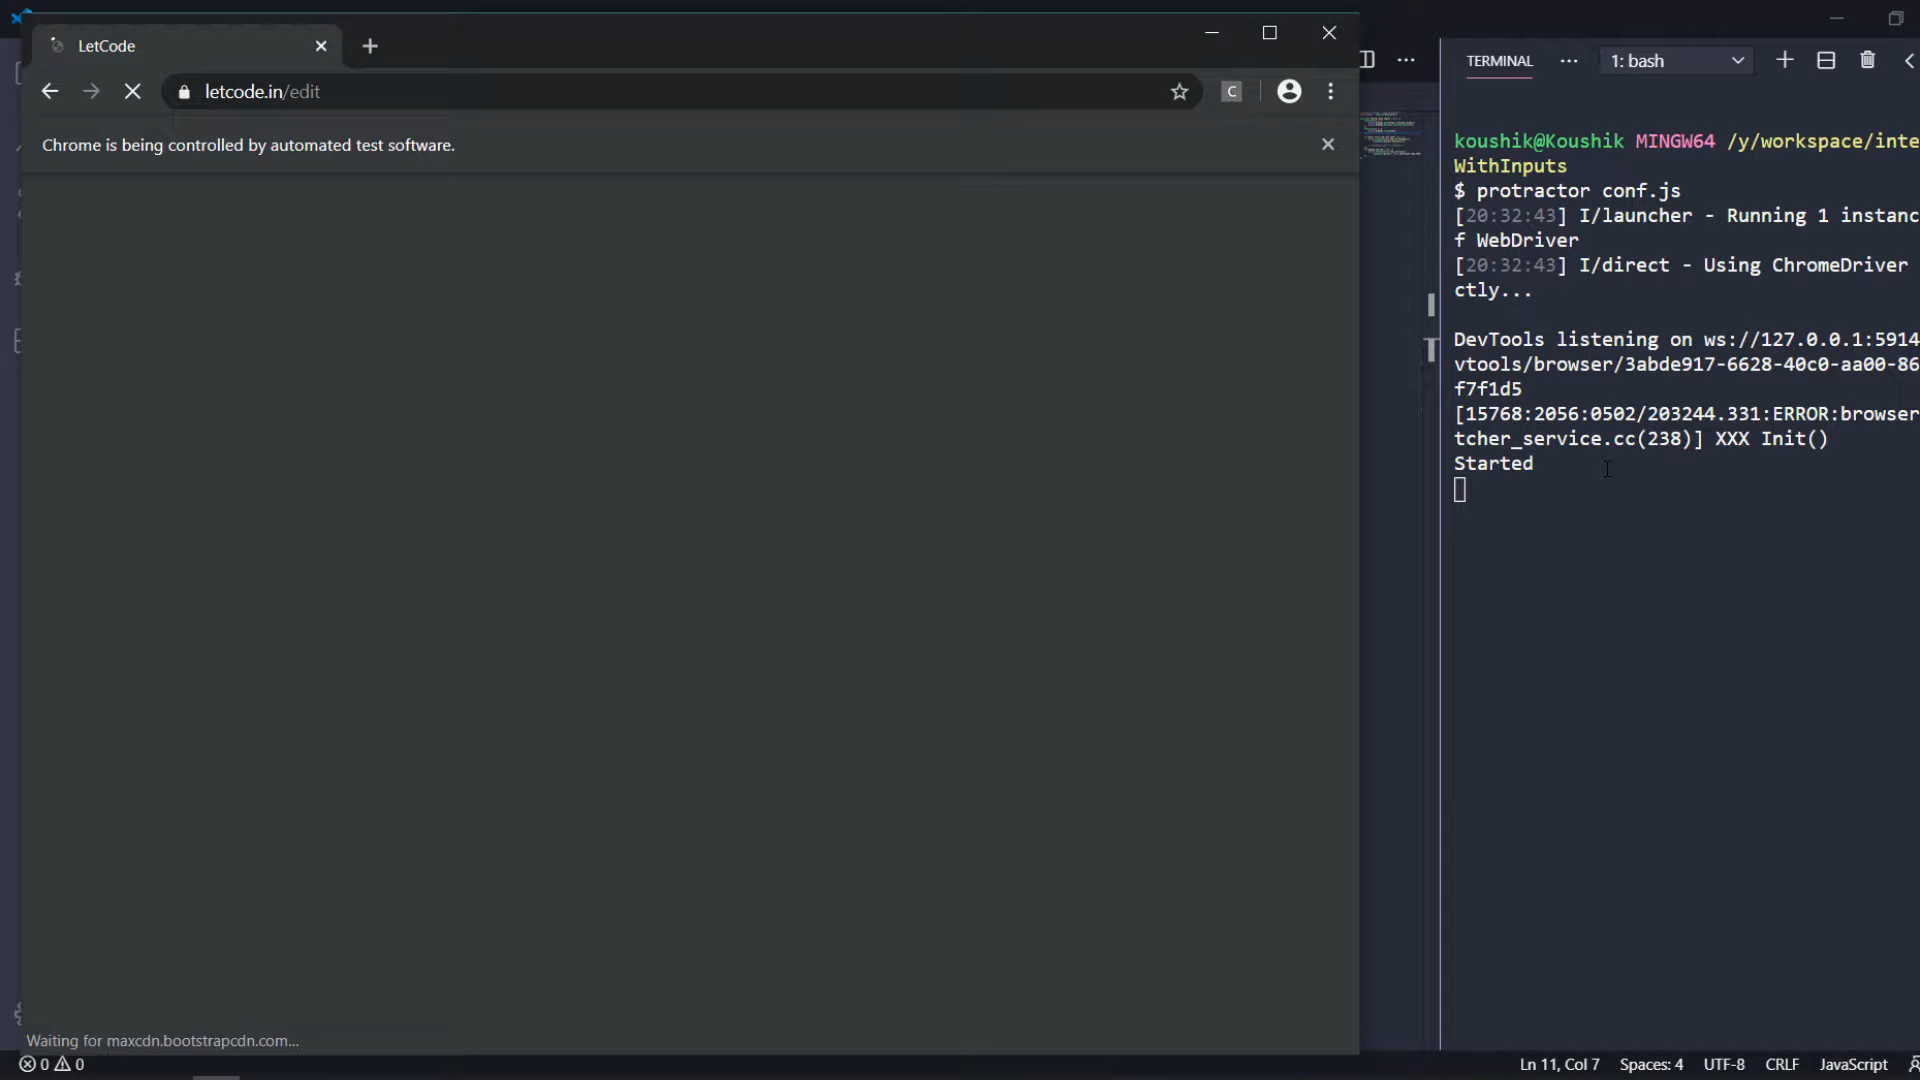 LetCode
letcode.in/edit
C
Chrome is being controlled by automated test software.
Waiting for maxcdn.bootstrapcdn.com...
TERMINAL
1: bash
koushik@Koushik MINGW64 /y/workspace/inte
WithInputs
$ protractor conf.js
[20:32:43] I/launcher - Running 1 instanc
f WebDriver
[20:32:43] I/direct - Using ChromeDriver
ctly...
DevTools listening on ws://127.0.0.1:5914
vtools/browser/3abde917-6628-40c0-aa00-86
f7f1d5
[15768:2056:0502/203244.331:ERROR:browser
tcher_service.cc(238)] XXX Init()
Started
0 0
Ln 11, Col 7 Spaces: 4 UTF-8 CRLF JavaScript